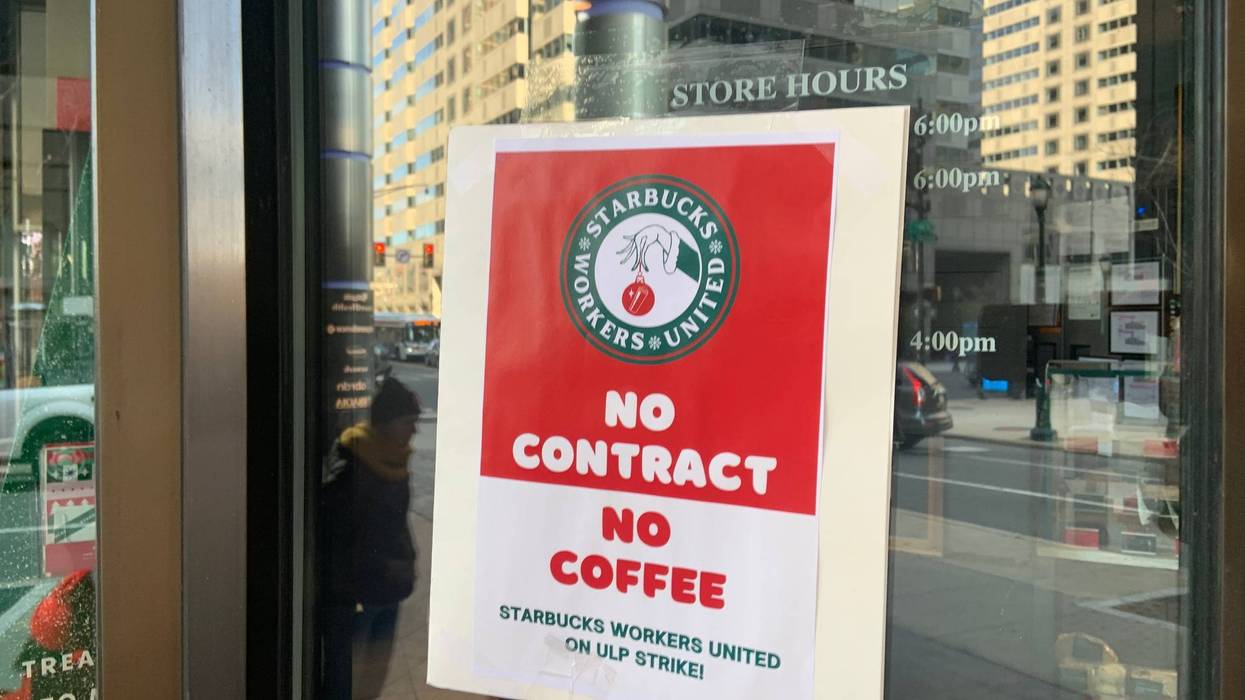 STORE HOURS
6:00pm
6:00pm
4:00pm
STARBUCKS
WORKERS UNITED
NO
CONTRACT
NO
COFFEE
STARBUCKS WORKERS UNITED
ON ULP STRIKE!
TREA